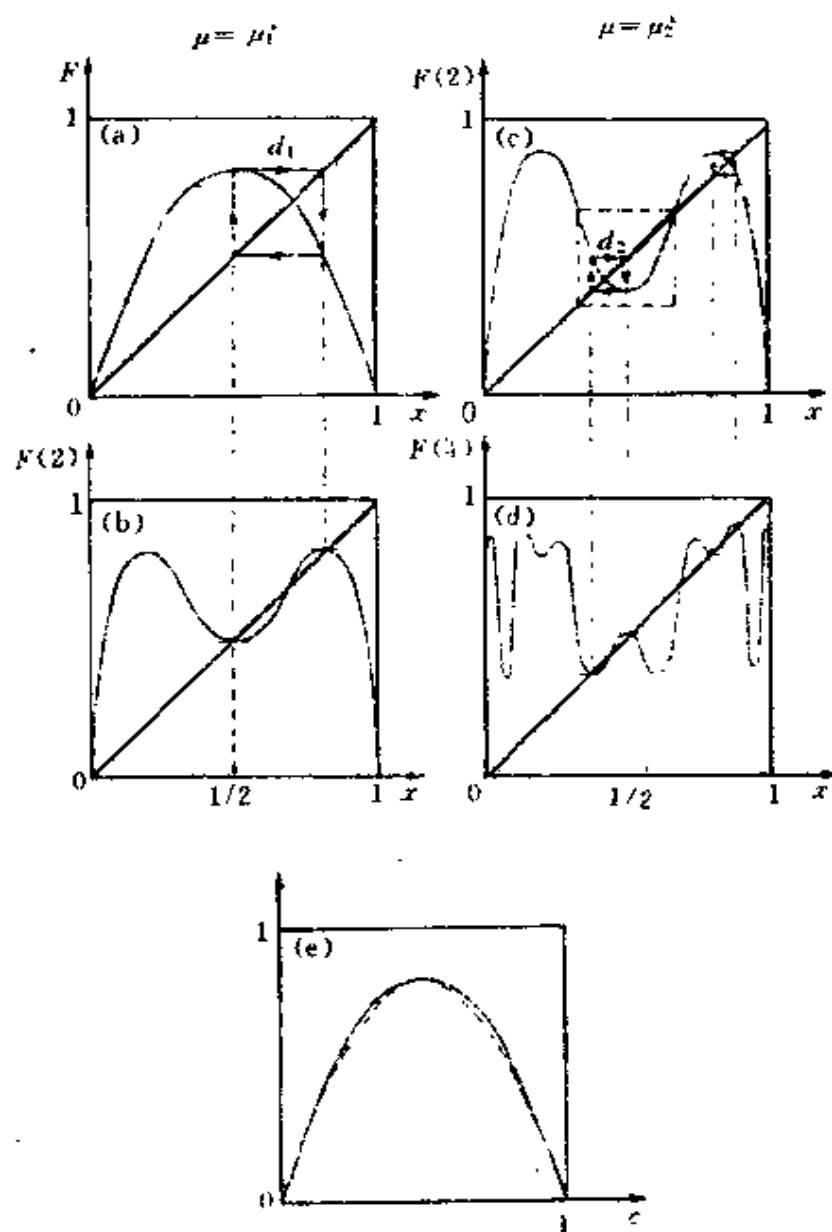 μ = μ₁* μ = μ₂*
F F(2)
1 (a) d₁ 1 (c) d₂
0 1 x 0 1 x
F(2) F(4)
1 (b) 1 (d)
0 1/2 1 x 0 1/2 1 x
1 (e)
0 1